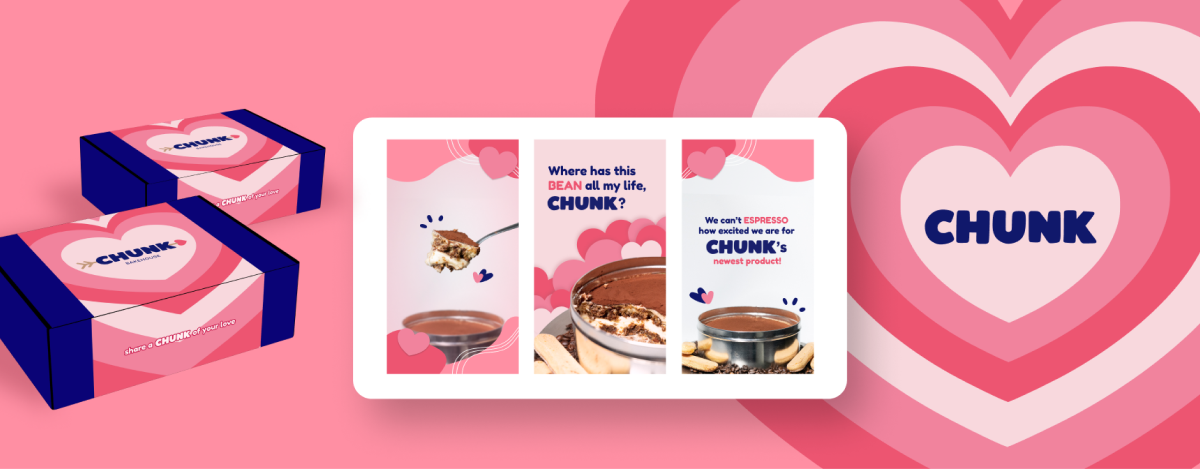 CHUNK
BAKEHOUSE
a CHUNK of your love
CHUNK
BAKEHOUSE
share a CHUNK of your love
Where has this
BEAN all my life,
CHUNK?
We can't ESPRESSO
how excited we are for
CHUNK's
newest product!
CHUNK